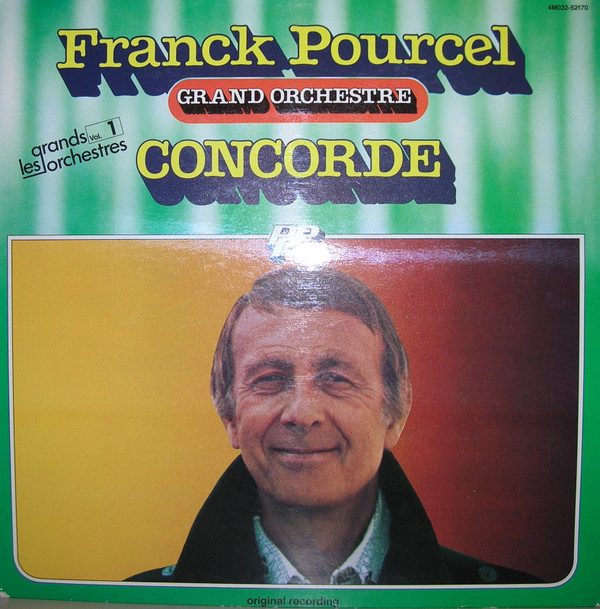 4M032-52170
Franck Pourcel
GRAND ORCHESTRE
grands Vol. 1
les orchestres
CONCORDE
original recording